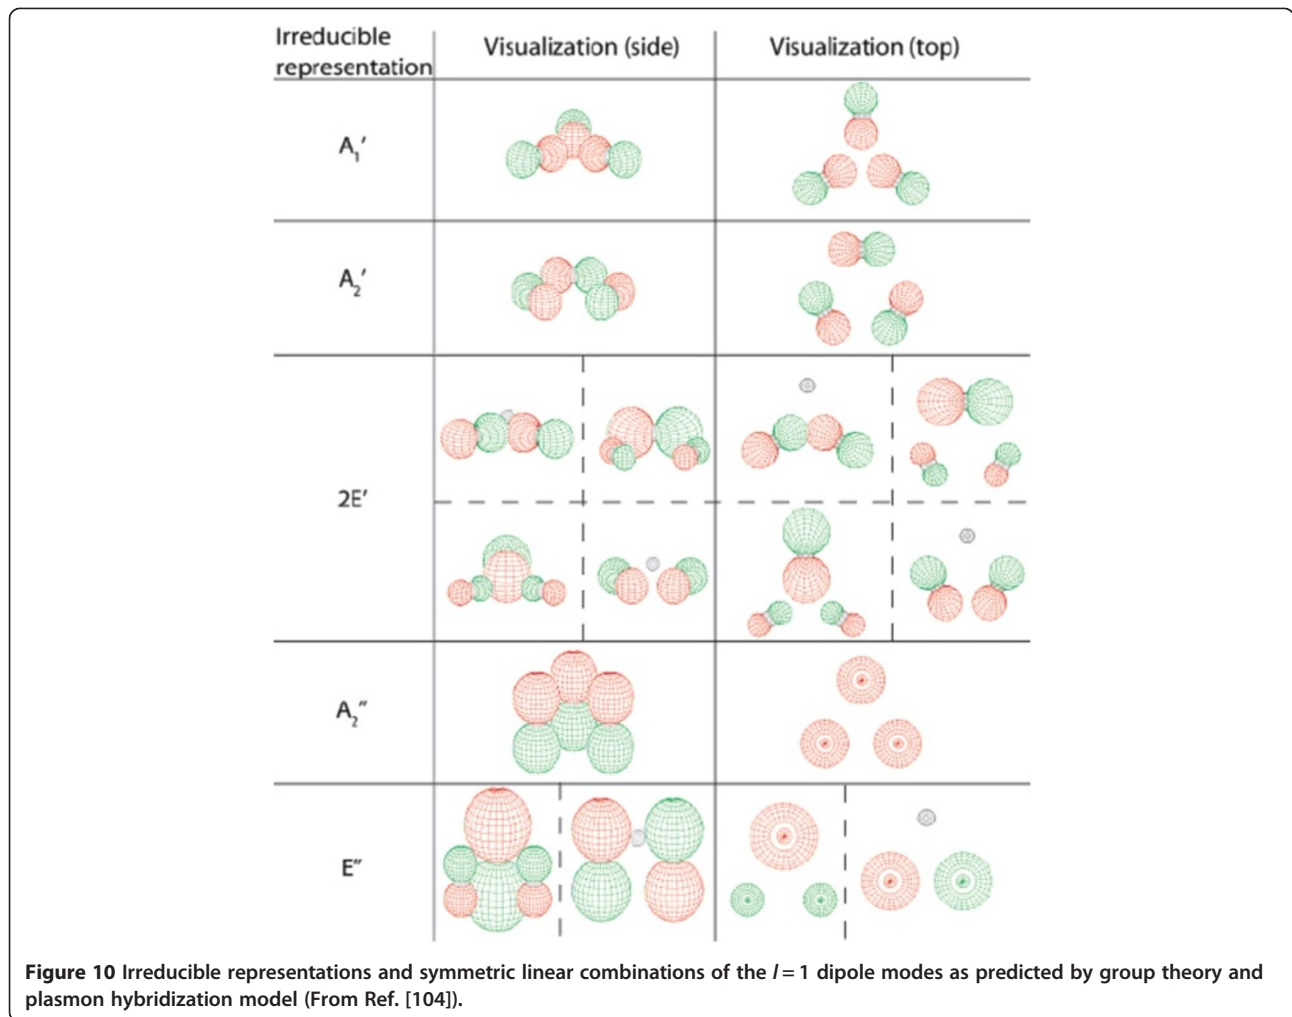 Irreducible
representation
Visualization (side)
Visualization (top)
A₁′
A₂′
2E′
A₂″
E″
Figure 10 Irreducible representations and symmetric linear combinations of the l = 1 dipole modes as predicted by group theory and
plasmon hybridization model (From Ref. [104]).